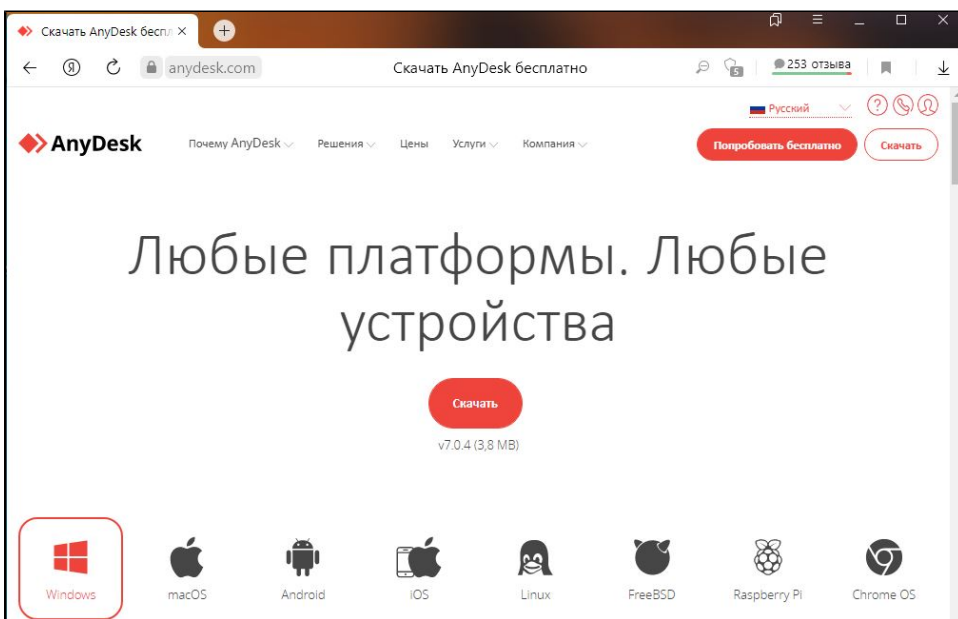 Скачать AnyDesk беспл
Я
anydesk.com
Скачать AnyDesk бесплатно
5
253 отзыва
Русский
?
AnyDesk
Почему AnyDesk
Решения
Цены
Услуги
Компания
Попробовать бесплатно
Скачать
Любые платформы. Любые
устройства
Скачать
v7.0.4 (3,8 MB)
Windows
macOS
Android
iOS
Linux
FreeBSD
Raspberry Pi
Chrome OS